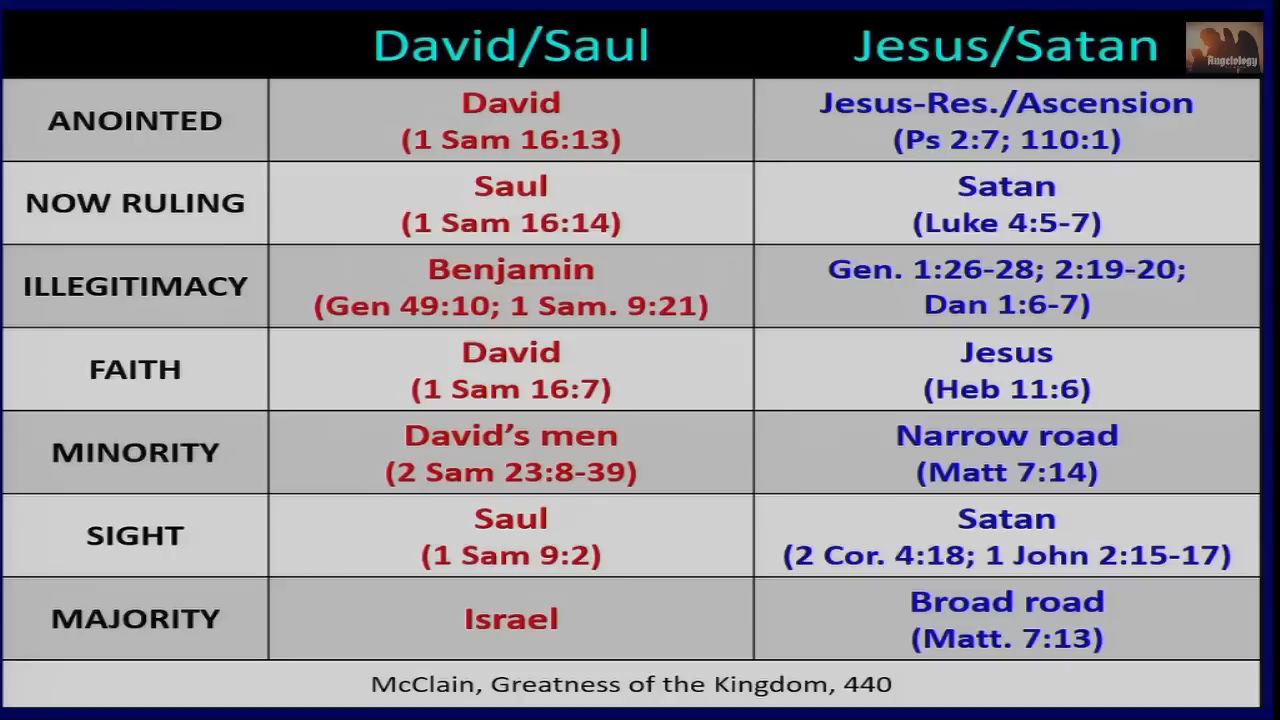 David/Saul
Jesus/Satan
Angelology
ANOINTED
David
(1 Sam 16:13)
Jesus-Res./Ascension
(Ps 2:7; 110:1)
NOW RULING
Saul
(1 Sam 16:14)
Satan
(Luke 4:5-7)
ILLEGITIMACY
Benjamin
(Gen 49:10; 1 Sam. 9:21)
Gen. 1:26-28; 2:19-20;
Dan 1:6-7)
FAITH
David
(1 Sam 16:7)
Jesus
(Heb 11:6)
MINORITY
David’s men
(2 Sam 23:8-39)
Narrow road
(Matt 7:14)
SIGHT
Saul
(1 Sam 9:2)
Satan
(2 Cor. 4:18; 1 John 2:15-17)
MAJORITY
Israel
Broad road
(Matt. 7:13)
McClain, Greatness of the Kingdom, 440